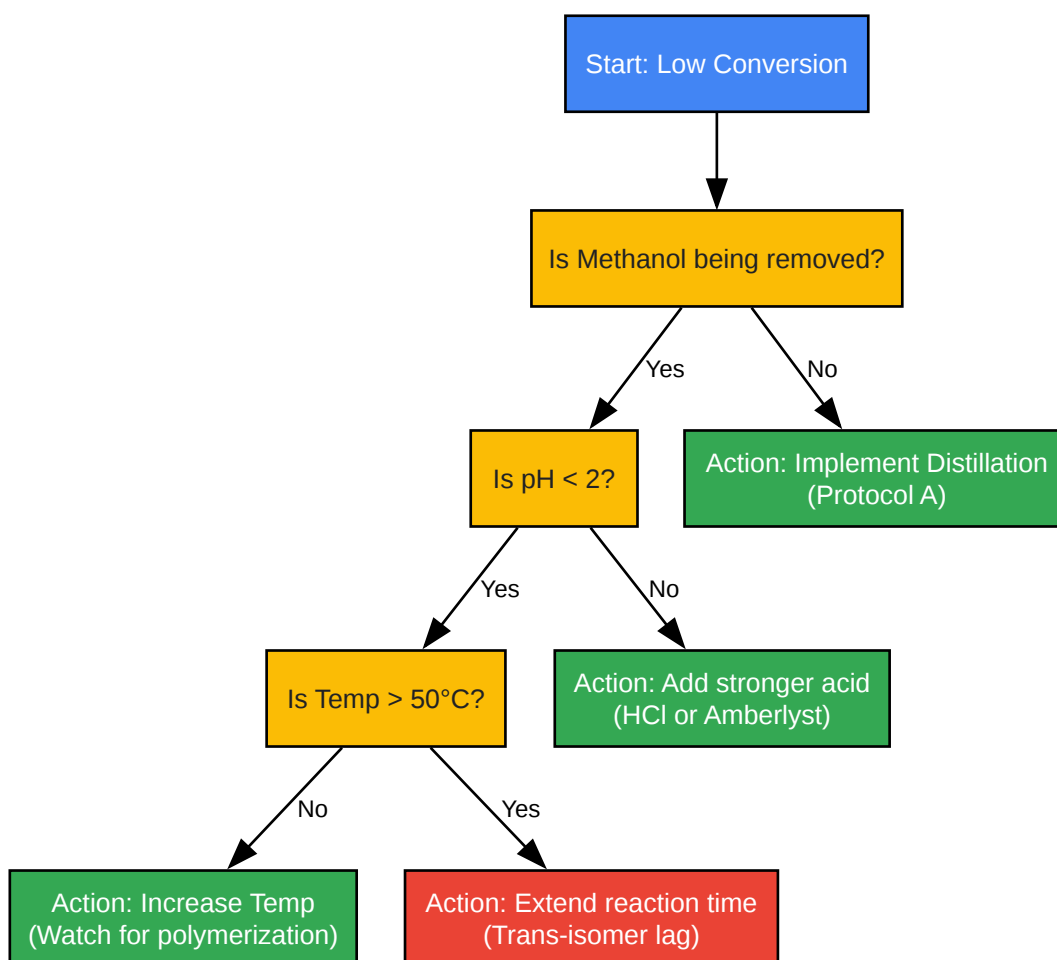 Start: Low Conversion
Is Methanol being removed?
Yes
No
Is pH < 2?
Action: Implement Distillation
(Protocol A)
Yes
No
Is Temp > 50°C?
Action: Add stronger acid
(HCl or Amberlyst)
No
Yes
Action: Increase Temp
(Watch for polymerization)
Action: Extend reaction time
(Trans-isomer lag)